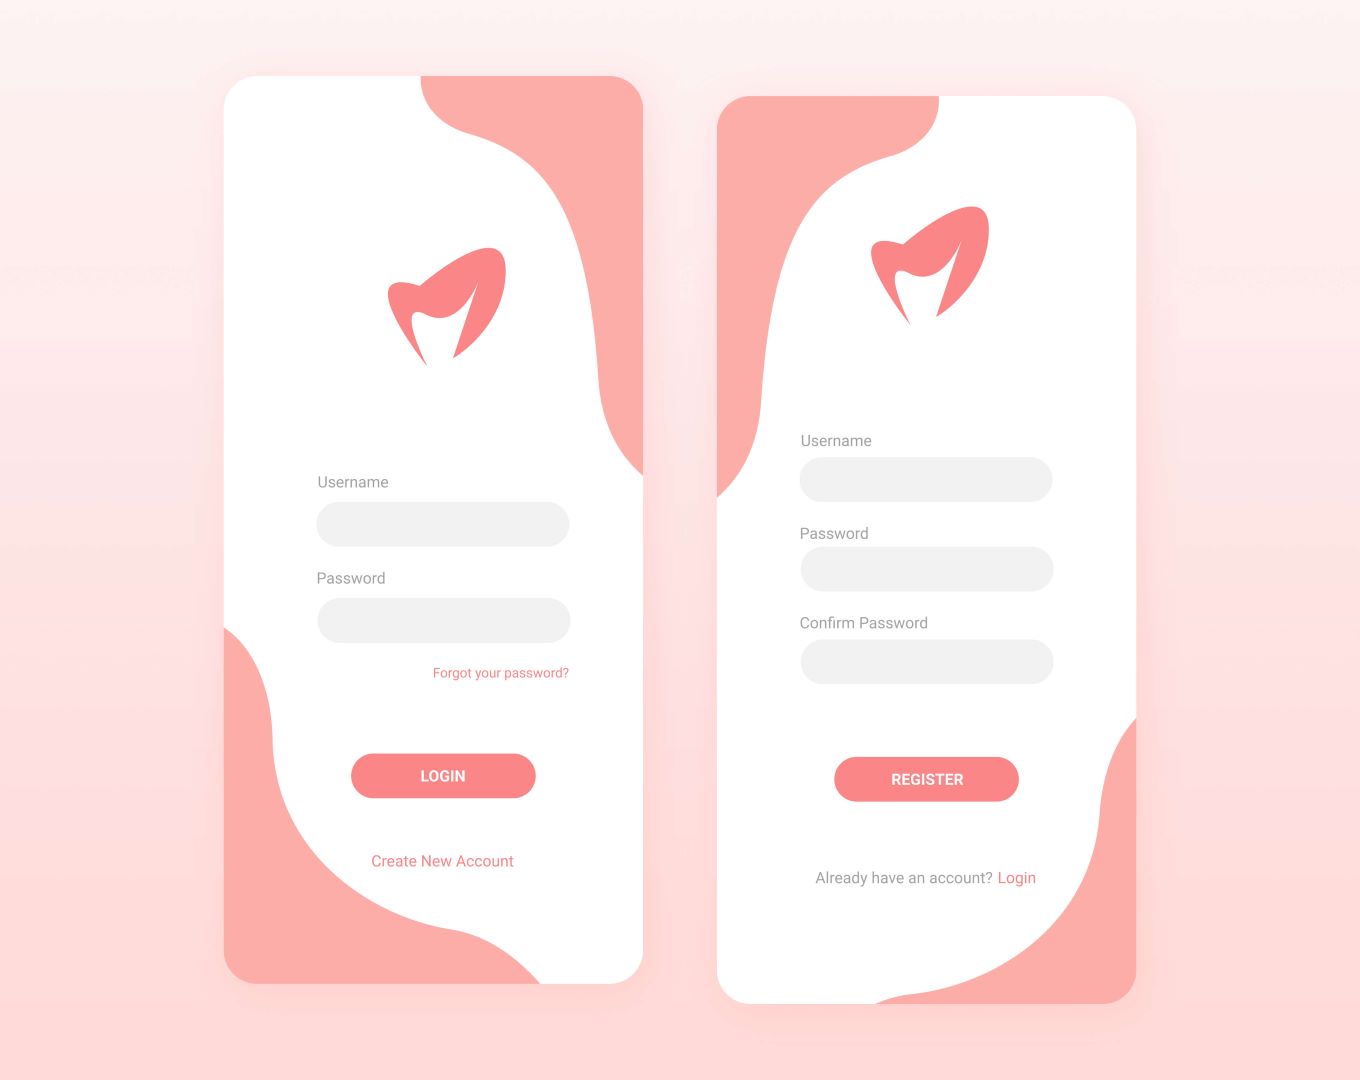 Username
Password
Forgot your password?
LOGIN
Create New Account
Username
Password
Confirm Password
REGISTER
Already have an account? Login